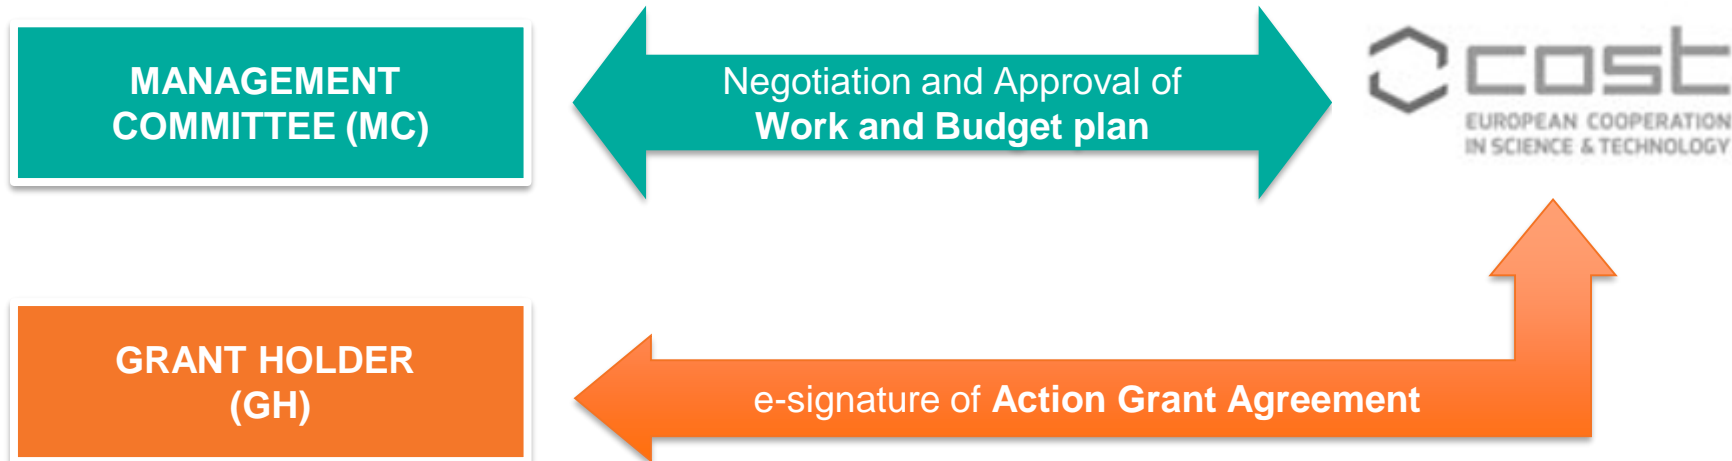 MANAGEMENT
COMMITTEE (MC)
Negotiation and Approval of
Work and Budget plan
cost
EUROPEAN COOPERATION
IN SCIENCE & TECHNOLOGY
GRANT HOLDER
(GH)
e-signature of Action Grant Agreement